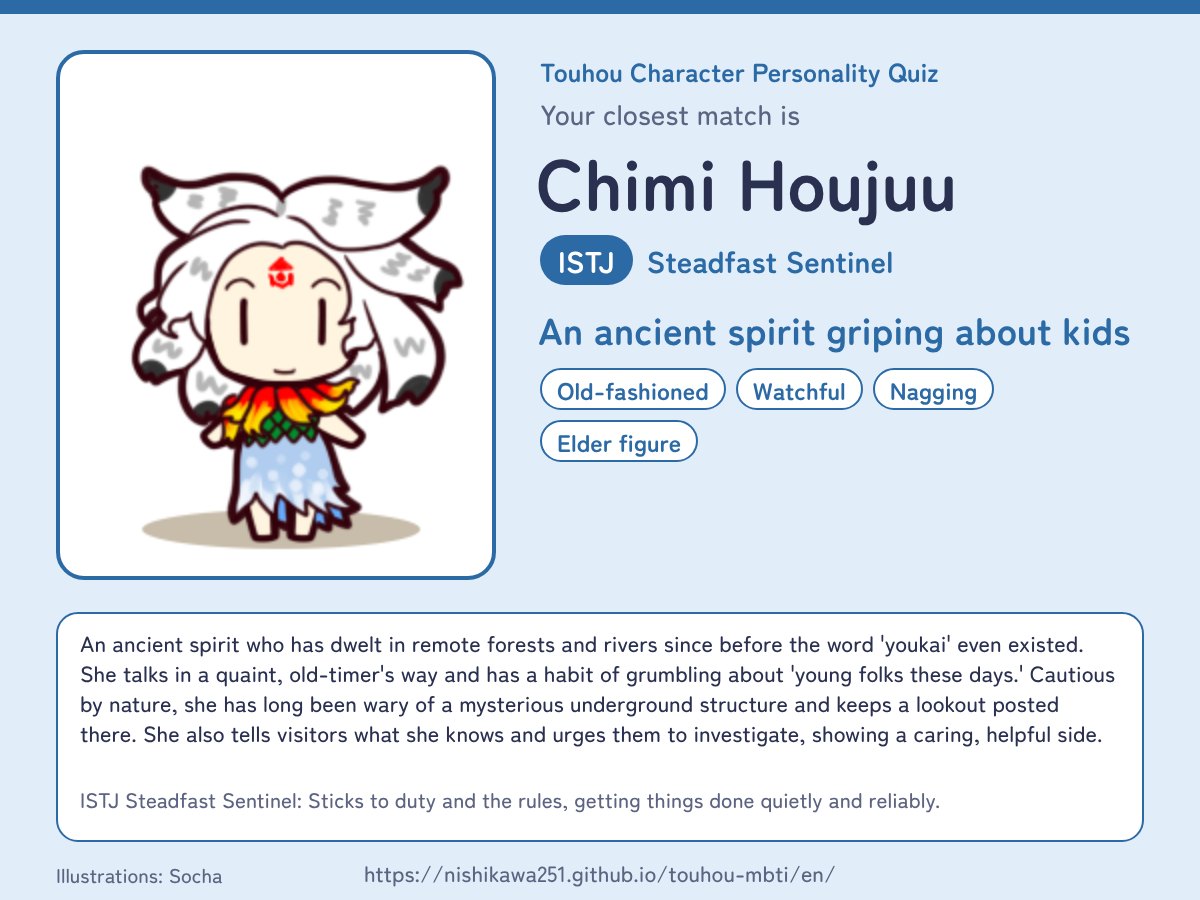 Touhou Character Personality Quiz
Your closest match is
Chimi Houjuu
ISTJ Steadfast Sentinel
An ancient spirit griping about kids
Old-fashioned Watchful Nagging
Elder figure
An ancient spirit who has dwelt in remote forests and rivers since before the word 'youkai' even existed.
She talks in a quaint, old-timer's way and has a habit of grumbling about 'young folks these days.' Cautious
by nature, she has long been wary of a mysterious underground structure and keeps a lookout posted
there. She also tells visitors what she knows and urges them to investigate, showing a caring, helpful side.
ISTJ Steadfast Sentinel: Sticks to duty and the rules, getting things done quietly and reliably.
Illustrations: Socha https://nishikawa251.github.io/touhou-mbti/en/